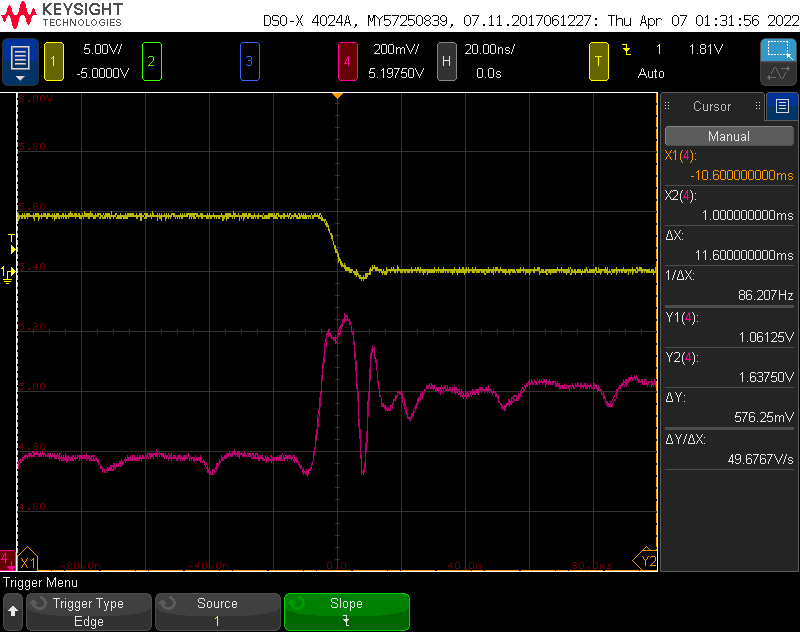 KEYSIGHT
TECHNOLOGIES
DSO-X 4024A, MY57250839, 07.11.2017061227: Thu Apr 07 01:31:56 2022
1 5.00V/ 2 3 4 200mV/ H 20.00ns/ T 1 1.81V
-5.0000V 5.19750V 0.0s Auto
6.00V
5.80
5.60
5.40
5.20
5.00
4.80
4.60
T
1
4
X1
-80.0n -40.0n 0.0 40.0n 80.0ns
Y2
Cursor
Manual
X1(4):
-10.600000000ms
X2(4):
1.000000000ms
ΔX:
11.600000000ms
1/ΔX:
86.207Hz
Y1(4):
1.06125V
Y2(4):
1.63750V
ΔY:
576.25mV
ΔY/ΔX:
49.6767V/s
Trigger Menu
Trigger Type
Edge
Source
1
Slope